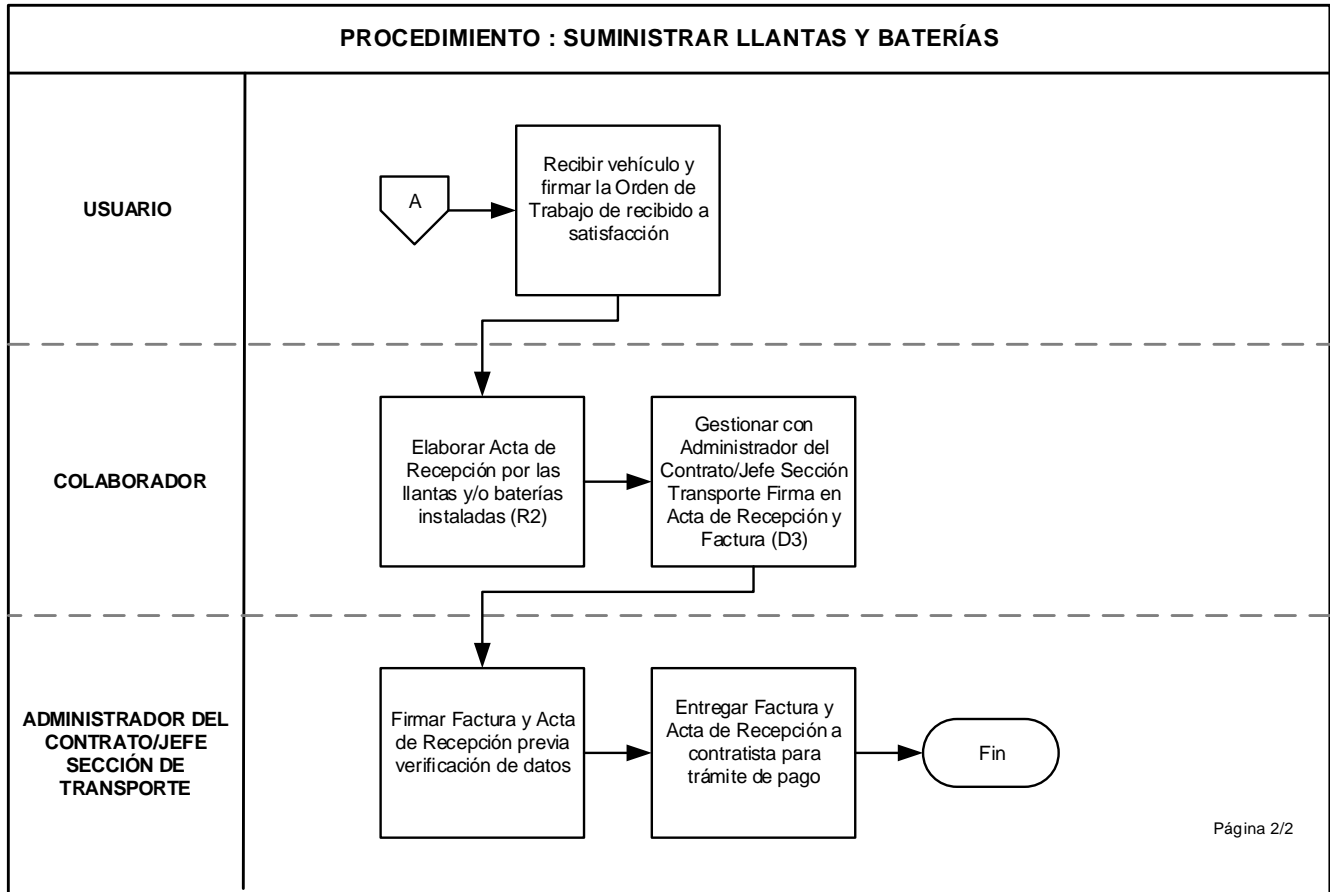 PROCEDIMIENTO : SUMINISTRAR LLANTAS Y BATERÍAS
USUARIO
A
Recibir vehículo y
firmar la Orden de
Trabajo de recibido a
satisfacción
COLABORADOR
Elaborar Acta de
Recepción por las
llantas y/o baterías
instaladas (R2)
Gestionar con
Administrador del
Contrato/Jefe Sección
Transporte Firma en
Acta de Recepción y
Factura (D3)
ADMINISTRADOR DEL
CONTRATO/JEFE
SECCIÓN DE
TRANSPORTE
Firmar Factura y Acta
de Recepción previa
verificación de datos
Entregar Factura y
Acta de Recepción a
contratista para
trámite de pago
Fin
Página 2/2